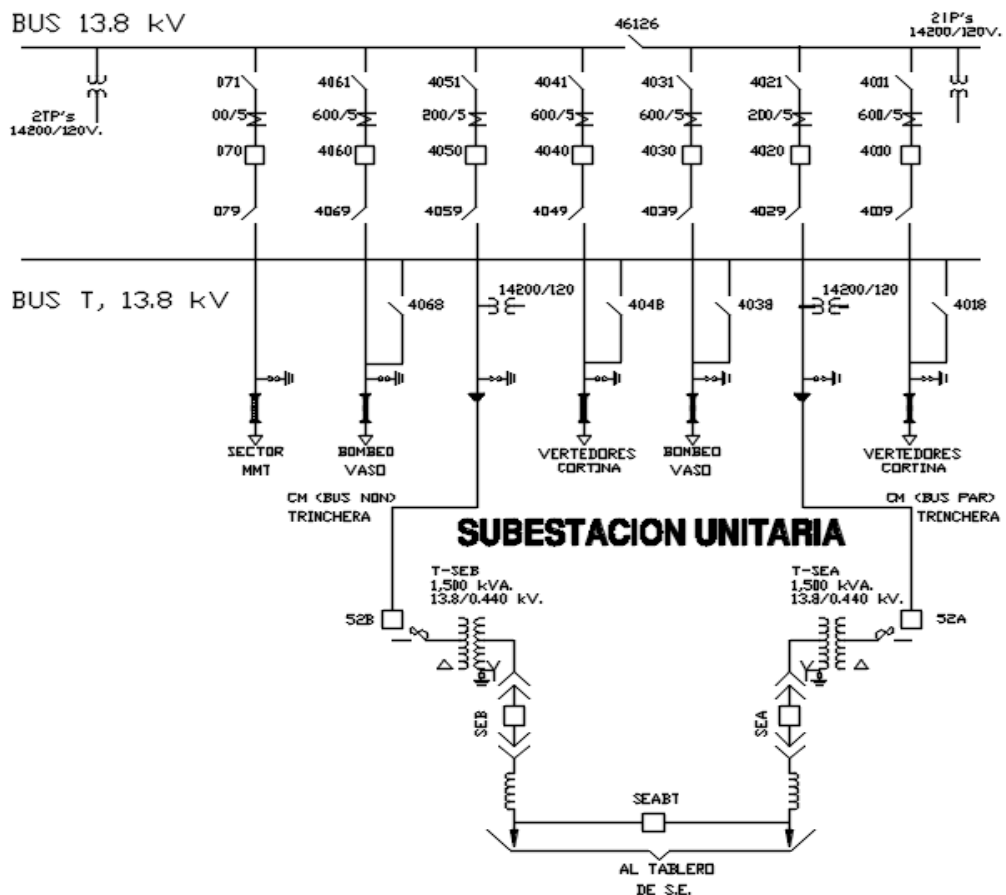 BUS 13.8 kV
46126
2TP's
14200/120V.
071 4061 4051 4041 4031 4021 4001
00/5 600/5 200/5 600/5 600/5 200/5 600/5
2TP's
14200/120V.
070 4060 4050 4040 4030 4020 4000
079 4069 4059 4049 4039 4029 4009
BUS T, 13.8 kV
4068 14200/120 4048 4038 14200/120 4018
SECTOR
MMT
BOMBEO
VASO
VERTEDORES
CORTINA
BOMBEO
VASO
VERTEDORES
CORTINA
CM (BUS NON)
TRINCHERA
CM (BUS PAR)
TRINCHERA
SUBESTACION UNITARIA
T-SEB
1,500 kVA.
13.8/0.440 kV.
T-SEA
1,500 kVA.
13.8/0.440 kV.
52B
52A
SEB
SEA
SEABT
AL TABLERO
DE S.E.